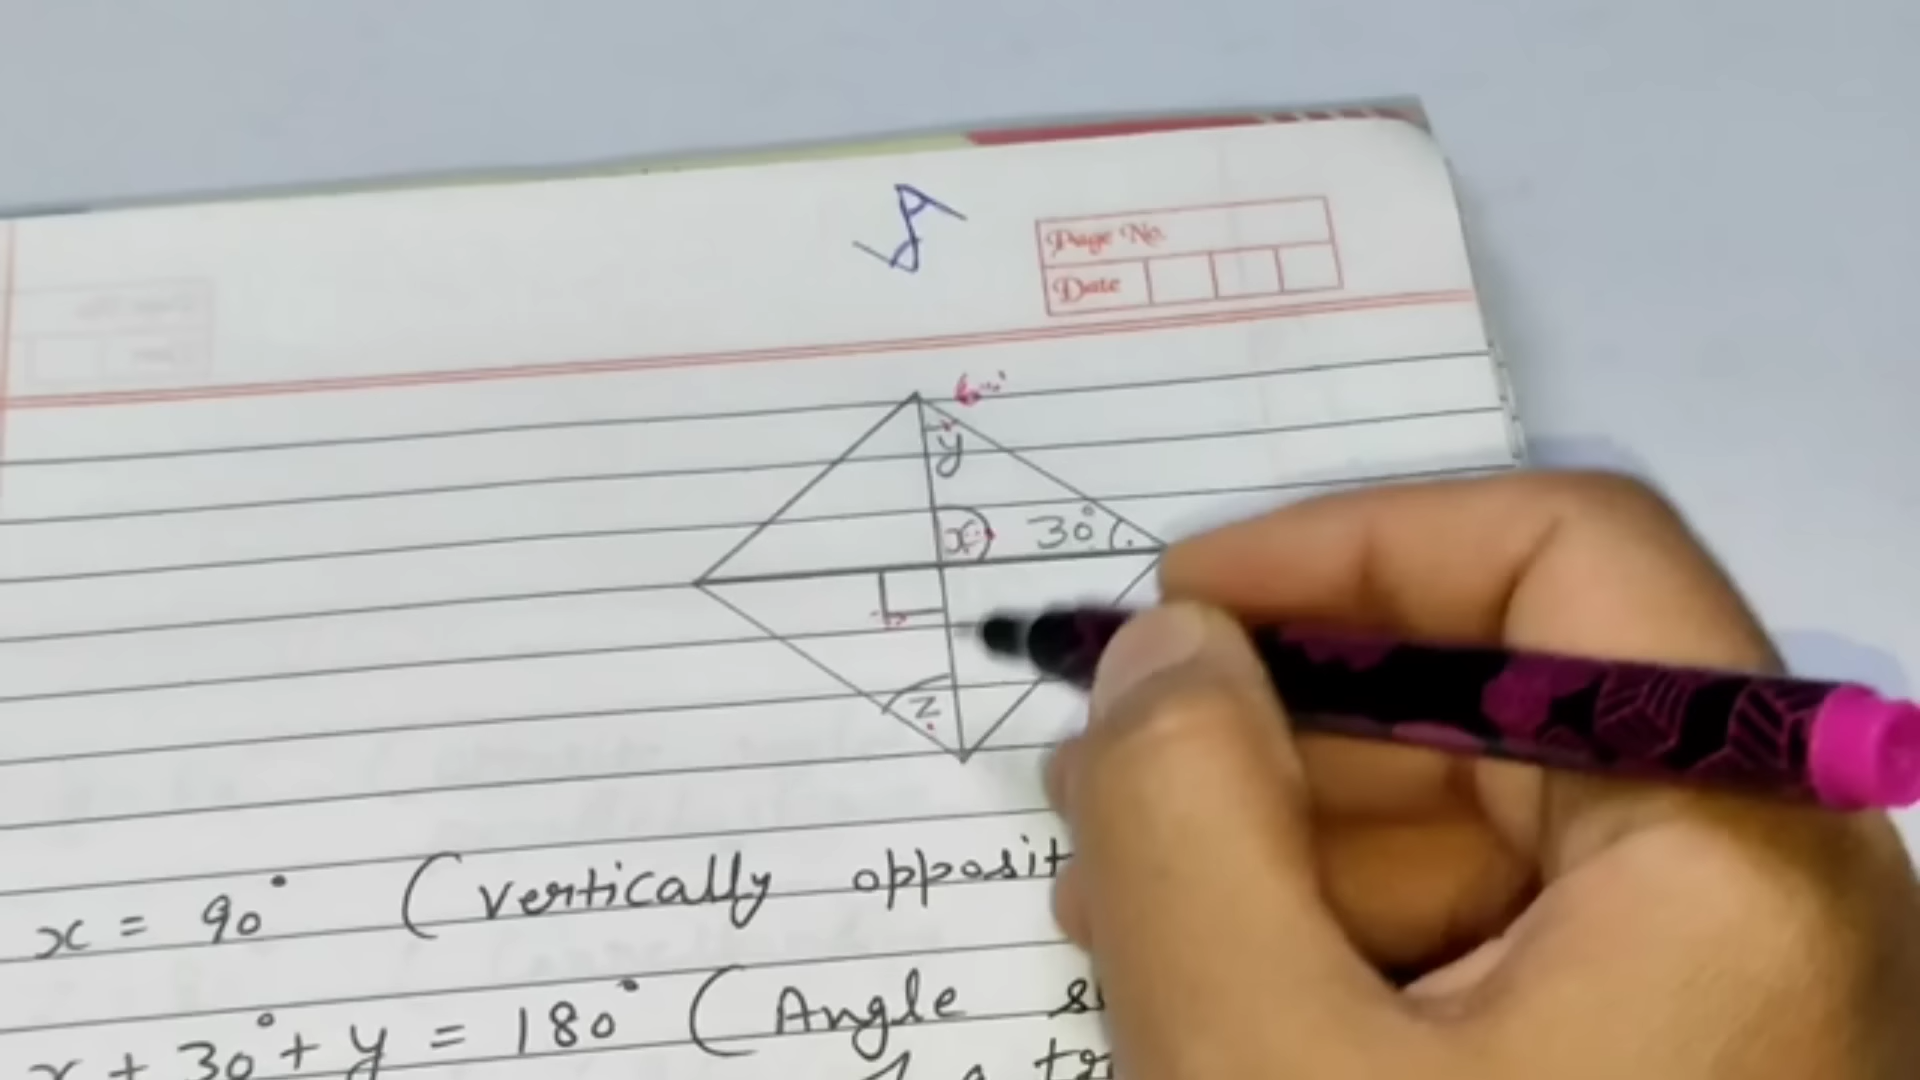 Page No.
Date
y
x 30°
z
x = 90° (vertically opposit
x + 30° + y = 180° (Angle